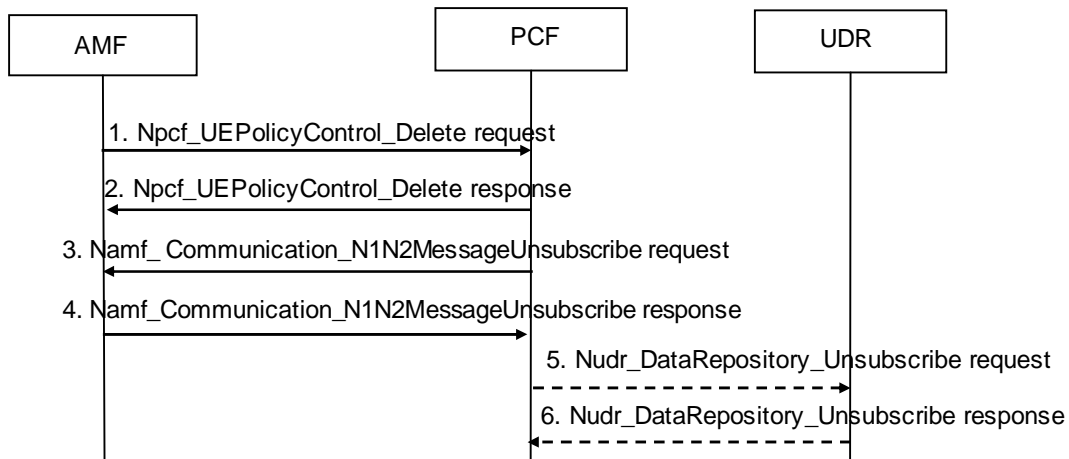 AMF
PCF
UDR
1. Npcf_UEPolicyControl_Delete request
2. Npcf_UEPolicyControl_Delete response
3. Namf_ Communication_N1N2MessageUnsubscribe request
4. Namf_Communication_N1N2MessageUnsubscribe response
5. Nudr_DataRepository_Unsubscribe request
6. Nudr_DataRepository_Unsubscribe response